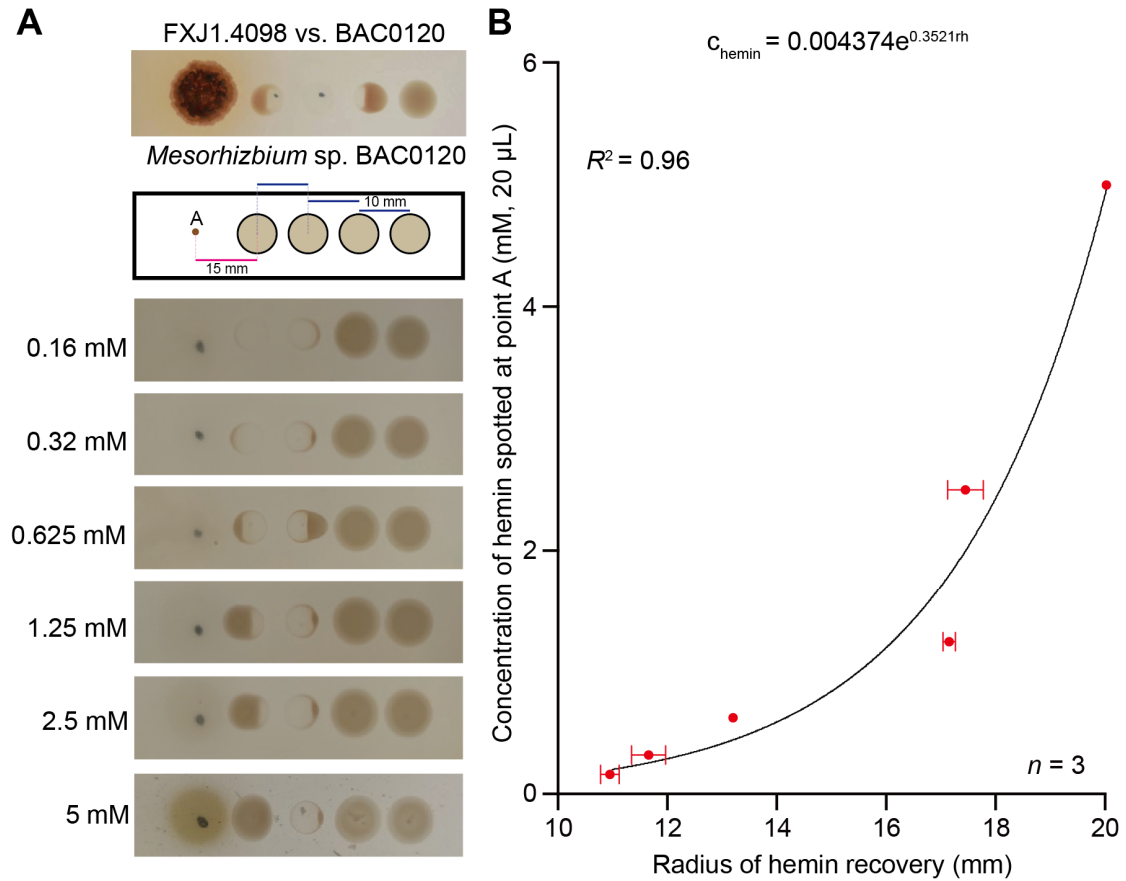 A
FXJ1.4098 vs. BAC0120
Mesorhizbium sp. BAC0120
A
10 mm
15 mm
0.16 mM
0.32 mM
0.625 mM
1.25 mM
2.5 mM
5 mM
B
c_hemin = 0.004374e^0.3521rh
R² = 0.96
n = 3
Concentration of hemin spotted at point A (mM, 20 µL)
6
4
2
0
10 12 14 16 18 20
Radius of hemin recovery (mm)